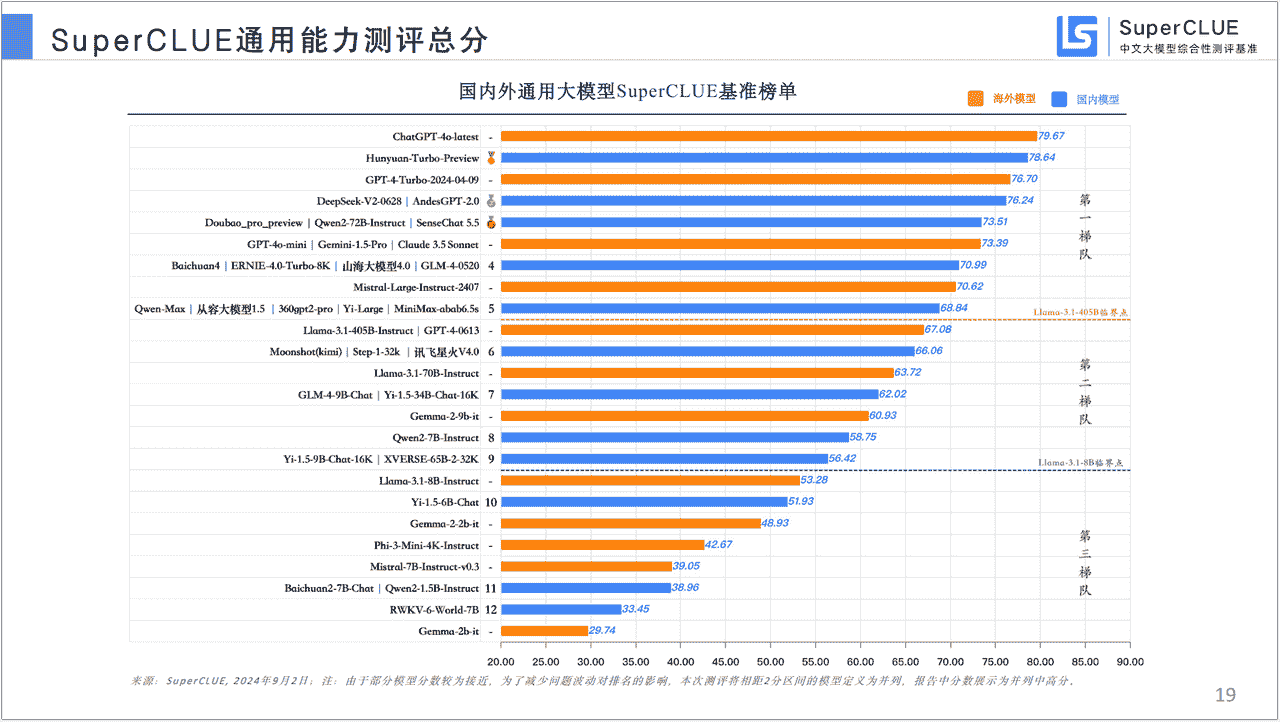 SuperCLUE通用能力测评总分
SuperCLUE
中文大模型综合性测评基准
国内外通用大模型SuperCLUE基准榜单
海外模型 国内模型
ChatGPT-4o-latest - 79.67
Hunyuan-Turbo-Preview 78.64
GPT-4-Turbo-2024-04-09 - 76.70
DeepSeek-V2-0628 | AndesGPT-2.0 76.24
Doubao_pro_preview | Qwen2-72B-Instruct | SenseChat 5.5 73.51
GPT-4o-mini | Gemini-1.5-Pro | Claude 3.5 Sonnet - 73.39
Baichuan4 | ERNIE-4.0-Turbo-8K | 山海大模型4.0 | GLM-4-0520 4 70.99
Mistral-Large-Instruct-2407 - 70.62
Qwen-Max | 从容大模型1.5 | 360gpt2-pro | Yi-Large | MiniMax-abab6.5s 5 68.84
第一梯队
Llama-3.1-405B临界点
Llama-3.1-405B-Instruct | GPT-4-0613 - 67.08
Moonshot(kimi) | Step-1-32k | 讯飞星火V4.0 6 66.06
Llama-3.1-70B-Instruct - 63.72
GLM-4-9B-Chat | Yi-1.5-34B-Chat-16K 7 62.02
Gemma-2-9b-it - 60.93
Qwen2-7B-Instruct 8 58.75
Yi-1.5-9B-Chat-16K | XVERSE-65B-2-32K 9 56.42
第二梯队
Llama-3.1-8B临界点
Llama-3.1-8B-Instruct - 53.28
Yi-1.5-6B-Chat 10 51.93
Gemma-2-2b-it - 48.93
Phi-3-Mini-4K-Instruct - 42.67
Mistral-7B-Instruct-v0.3 - 39.05
Baichuan2-7B-Chat | Qwen2-1.5B-Instruct 11 38.96
RWKV-6-World-7B 12 33.45
Gemma-2b-it - 29.74
第三梯队
20.00 25.00 30.00 35.00 40.00 45.00 50.00 55.00 60.00 65.00 70.00 75.00 80.00 85.00 90.00
来源：SuperCLUE, 2024年9月2日；注：由于部分模型分数较为接近，为了减少问题波动对排名的影响，本次测评将相距2分区间的模型定义为并列，报告中分数展示为并列中高分．
19